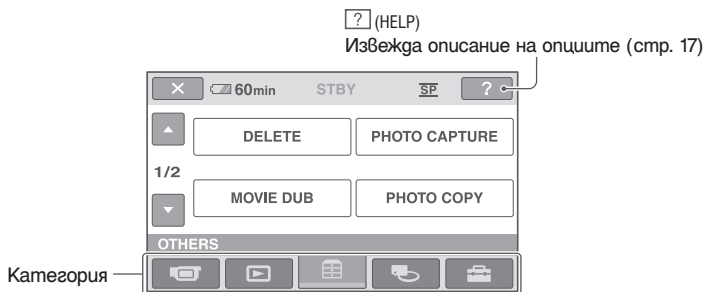 ? (HELP)
Извежда описание на опциите (стр. 17)
60min STBY SP ?
DELETE PHOTO CAPTURE
1/2
MOVIE DUB PHOTO COPY
OTHERS
Категория